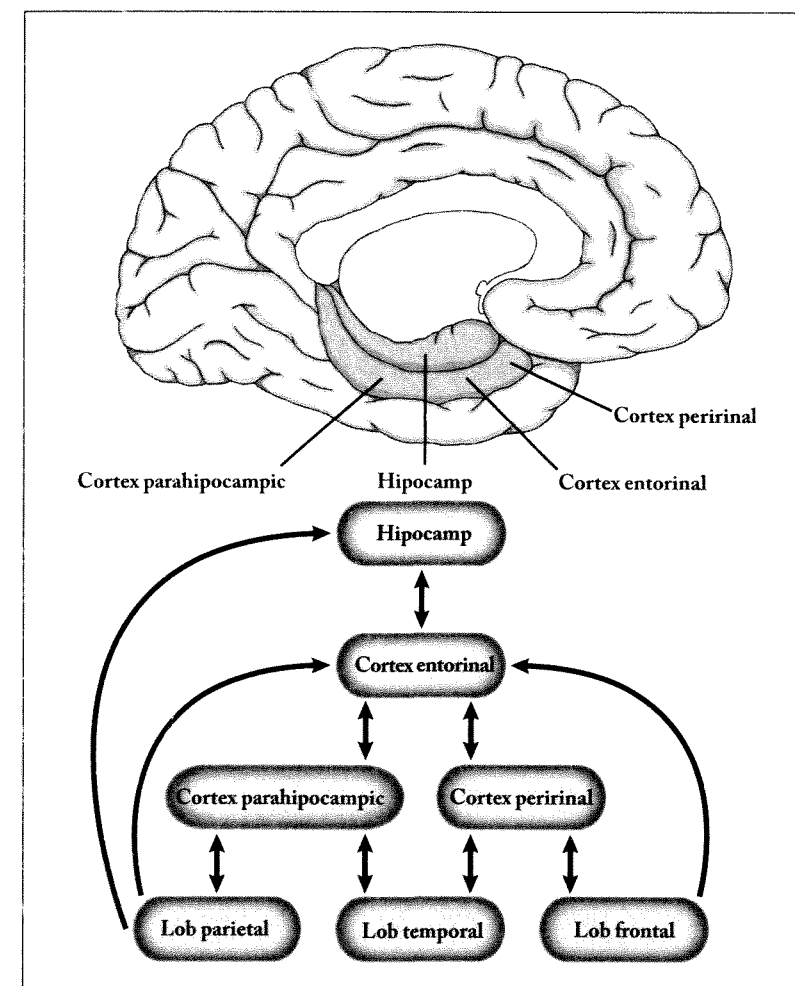 Cortex peririnal
Cortex parahipocampic
Hipocamp
Cortex entorinal
Hipocamp
Cortex entorinal
Cortex parahipocampic
Cortex peririnal
Lob parietal
Lob temporal
Lob frontal